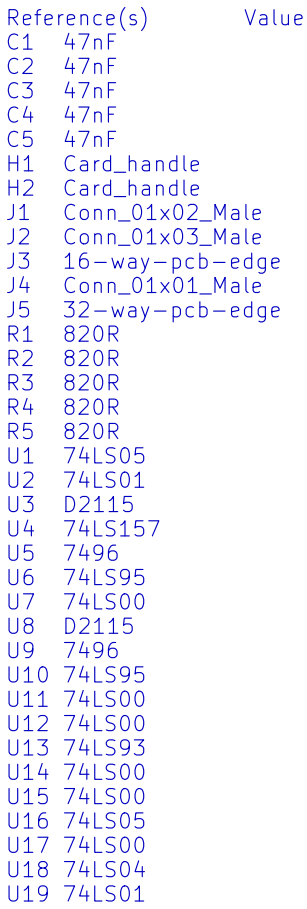 Reference(s) Value
C1 47nF
C2 47nF
C3 47nF
C4 47nF
C5 47nF
H1 Card_handle
H2 Card_handle
J1 Conn_01x02_Male
J2 Conn_01x03_Male
J3 16-way-pcb-edge
J4 Conn_01x01_Male
J5 32-way-pcb-edge
R1 820R
R2 820R
R3 820R
R4 820R
R5 820R
U1 74LS05
U2 74LS01
U3 D2115
U4 74LS157
U5 7496
U6 74LS95
U7 74LS00
U8 D2115
U9 7496
U10 74LS95
U11 74LS00
U12 74LS00
U13 74LS93
U14 74LS00
U15 74LS00
U16 74LS05
U17 74LS00
U18 74LS04
U19 74LS01